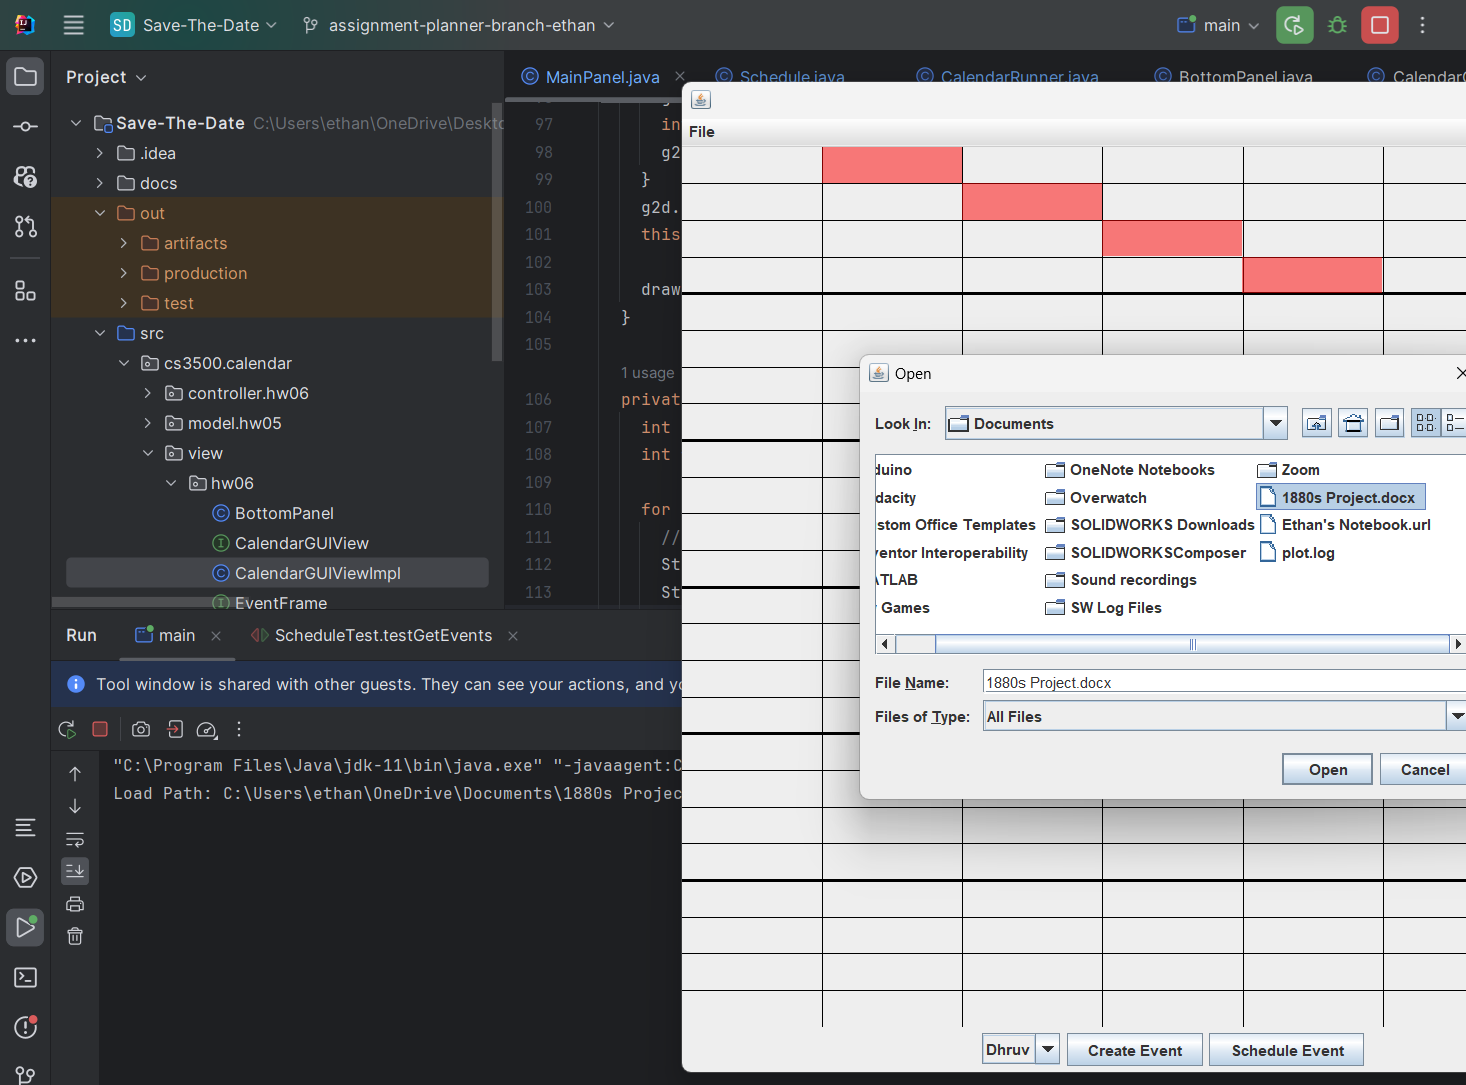 SD Save-The-Date assignment-planner-branch-ethan main
Project
MainPanel.java Schedule.java CalendarRunner.java BottomPanel.java
Save-The-Date C:\Users\ethan\OneDrive\Deskto
.idea
docs
out
artifacts
production
test
src
cs3500.calendar
controller.hw06
model.hw05
view
hw06
BottomPanel
CalendarGUIView
CalendarGUIViewImpl
EventFrame
97 in
98 g2
99 }
100 g2d.
101 this
102
103 draw
104 }
105
1 usage
106 privat
107 int
108 int
109
110 for
111 //
112 St
113 St
File
Open
Look In: Documents
duino
dacity
stom Office Templates
ventor Interoperability
ATLAB
Games
OneNote Notebooks
Overwatch
SOLIDWORKS Downloads
SOLIDWORKSComposer
Sound recordings
SW Log Files
Zoom
1880s Project.docx
Ethan's Notebook.url
plot.log
File Name: 1880s Project.docx
Files of Type: All Files
Open Cancel
Dhruv Create Event Schedule Event
Run main ScheduleTest.testGetEvents
Tool window is shared with other guests. They can see your actions, and yo
"C:\Program Files\Java\jdk-11\bin\java.exe" "-javaagent:C
Load Path: C:\Users\ethan\OneDrive\Documents\1880s Projec